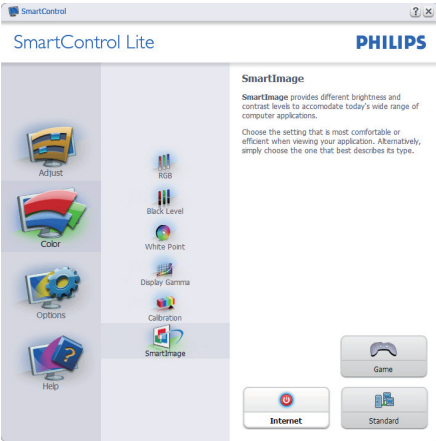 SmartControl
SmartControl Lite
PHILIPS
Adjust
Color
Options
Help
RGB
Black Level
White Point
Display Gamma
Calibration
SmartImage
SmartImage
SmartImage provides different brightness and
contrast levels to accomodate today's wide range of
computer applications.
Choose the setting that is most comfortable or
efficient when viewing your application. Alternatively,
simply choose the one that best describes its type.
Game
Internet
Standard